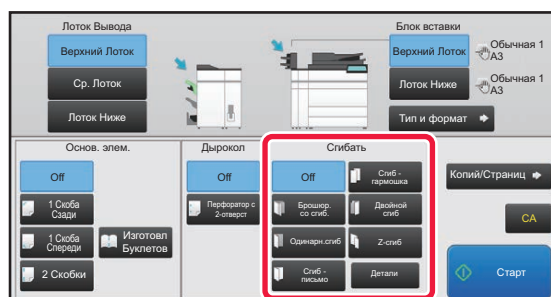 Лоток Вывода
Блок вставки
Верхний Лоток
Ср. Лоток
Лоток Ниже
Верхний Лоток
Обычная 1
A3
Лоток Ниже
Обычная 1
A3
Тип и формат
Основ. элем.
Дырокол
Сгибать
Off
1 Скоба
Сзади
1 Скоба
Спереди
2 Скобки
Изготовл
Буклетов
Off
Перфоратор с
2-отверст
Off
Сгиб -
гармошка
Брошюр.
со сгиб.
Двойной
сгиб
Одинарн.сгиб
Z-сгиб
Сгиб -
письмо
Детали
Копий/Страниц
CA
Старт